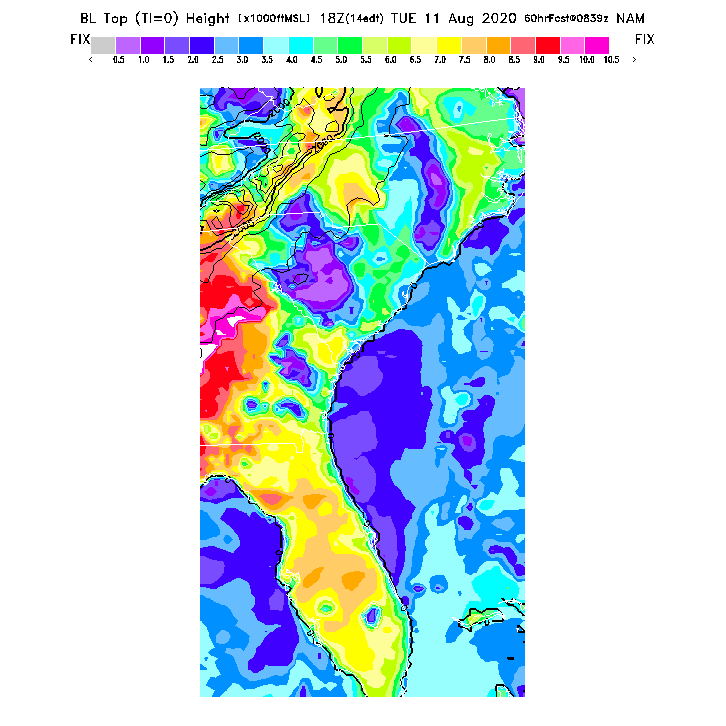 BL Top (TI=0) Height [x1000ftMSL] 18Z(14edt) TUE 11 Aug 2020 60hrFcst@0839z NAM
FIX FIX
< 0.5 1.0 1.5 2.0 2.5 3.0 3.5 4.0 4.5 5.0 5.5 6.0 6.5 7.0 7.5 8.0 8.5 9.0 9.5 10.0 10.5 >